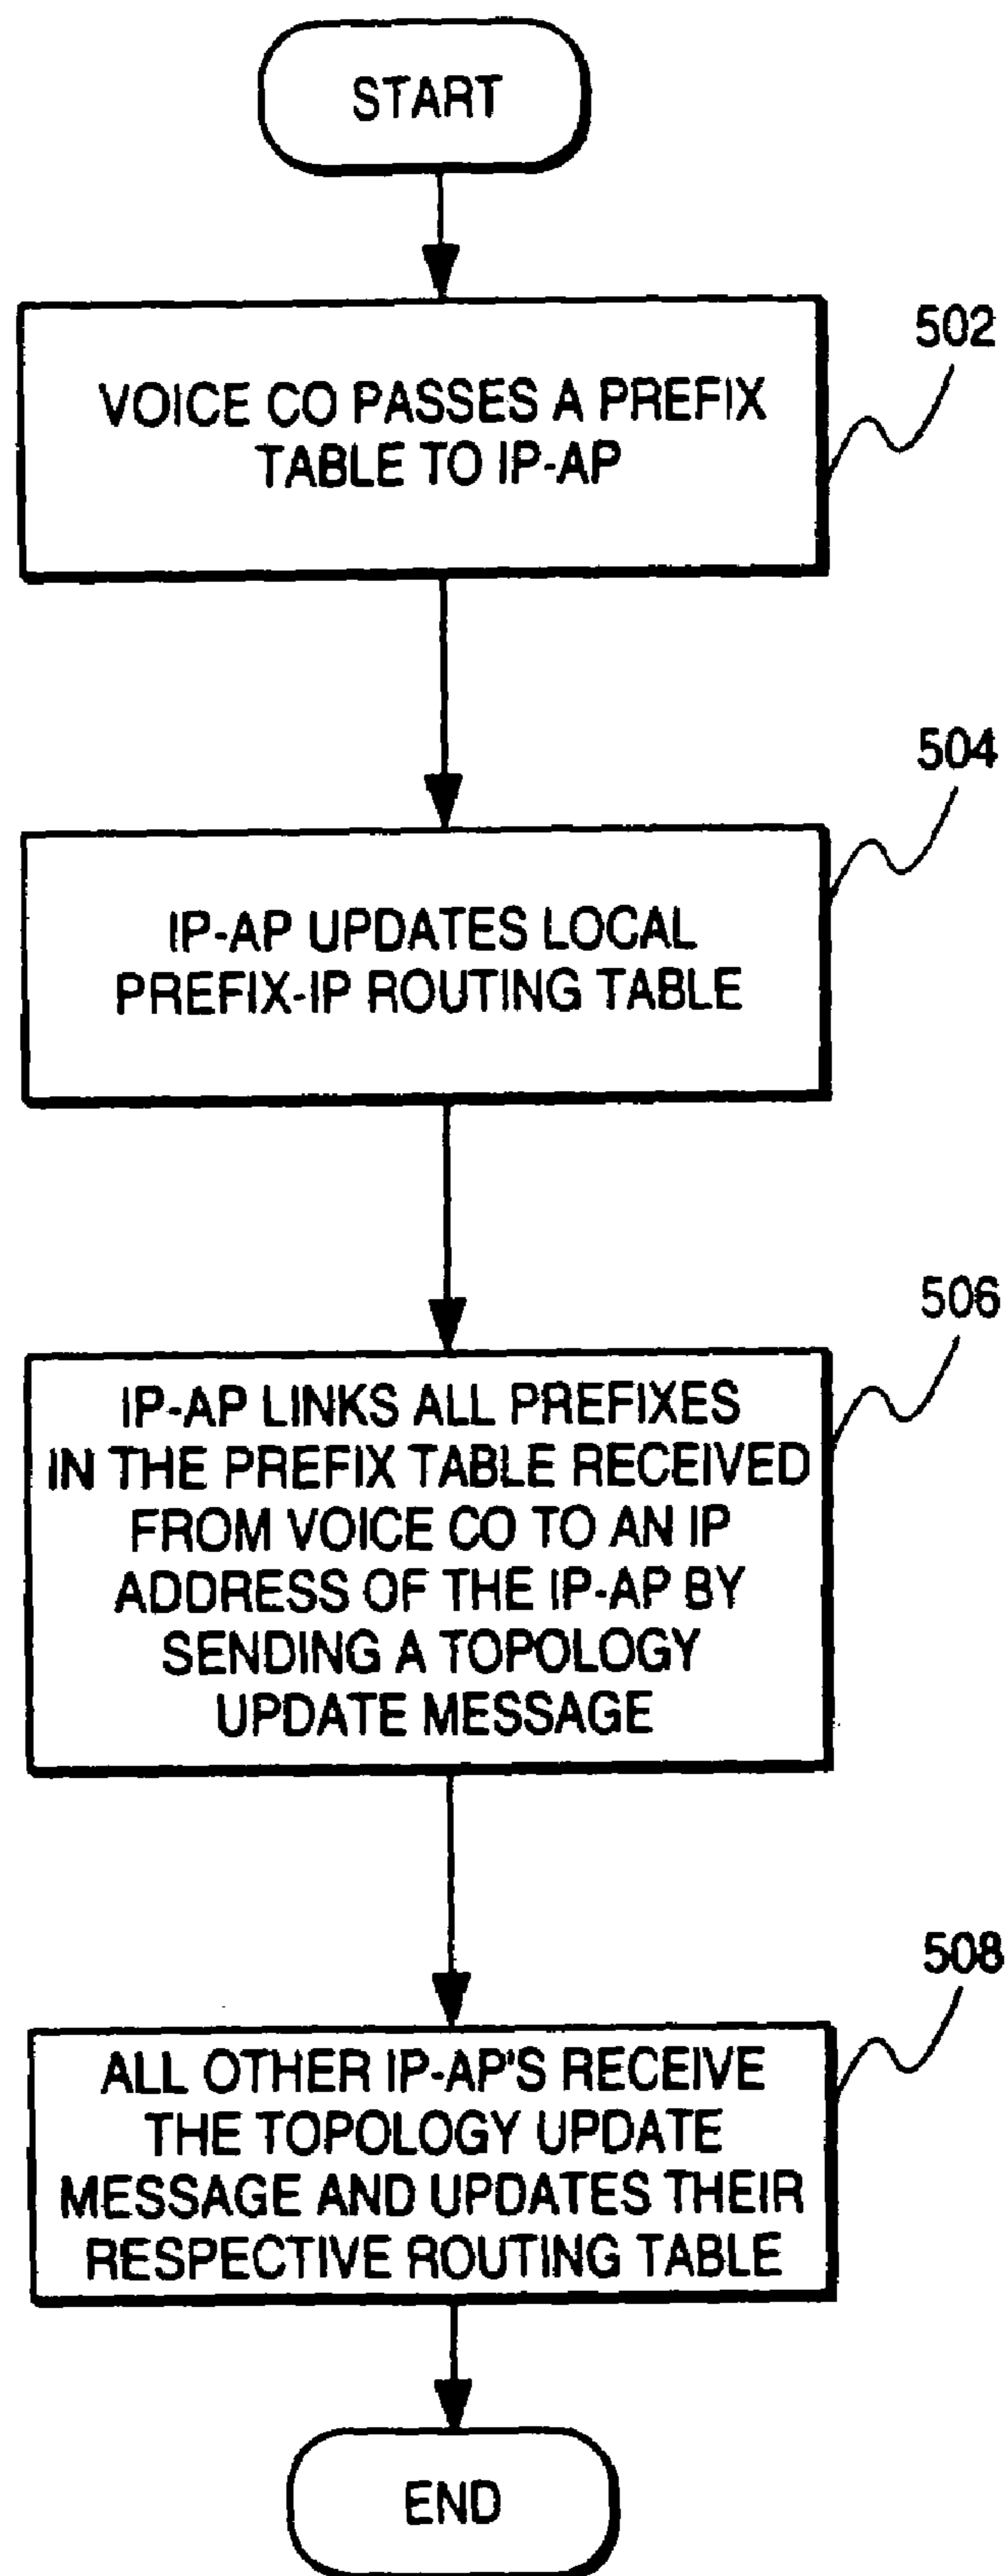 START
502
VOICE CO PASSES A PREFIX
TABLE TO IP-AP
504
IP-AP UPDATES LOCAL
PREFIX-IP ROUTING TABLE
506
IP-AP LINKS ALL PREFIXES
IN THE PREFIX TABLE RECEIVED
FROM VOICE CO TO AN IP
ADDRESS OF THE IP-AP BY
SENDING A TOPOLOGY
UPDATE MESSAGE
508
ALL OTHER IP-AP'S RECEIVE
THE TOPOLOGY UPDATE
MESSAGE AND UPDATES THEIR
RESPECTIVE ROUTING TABLE
END